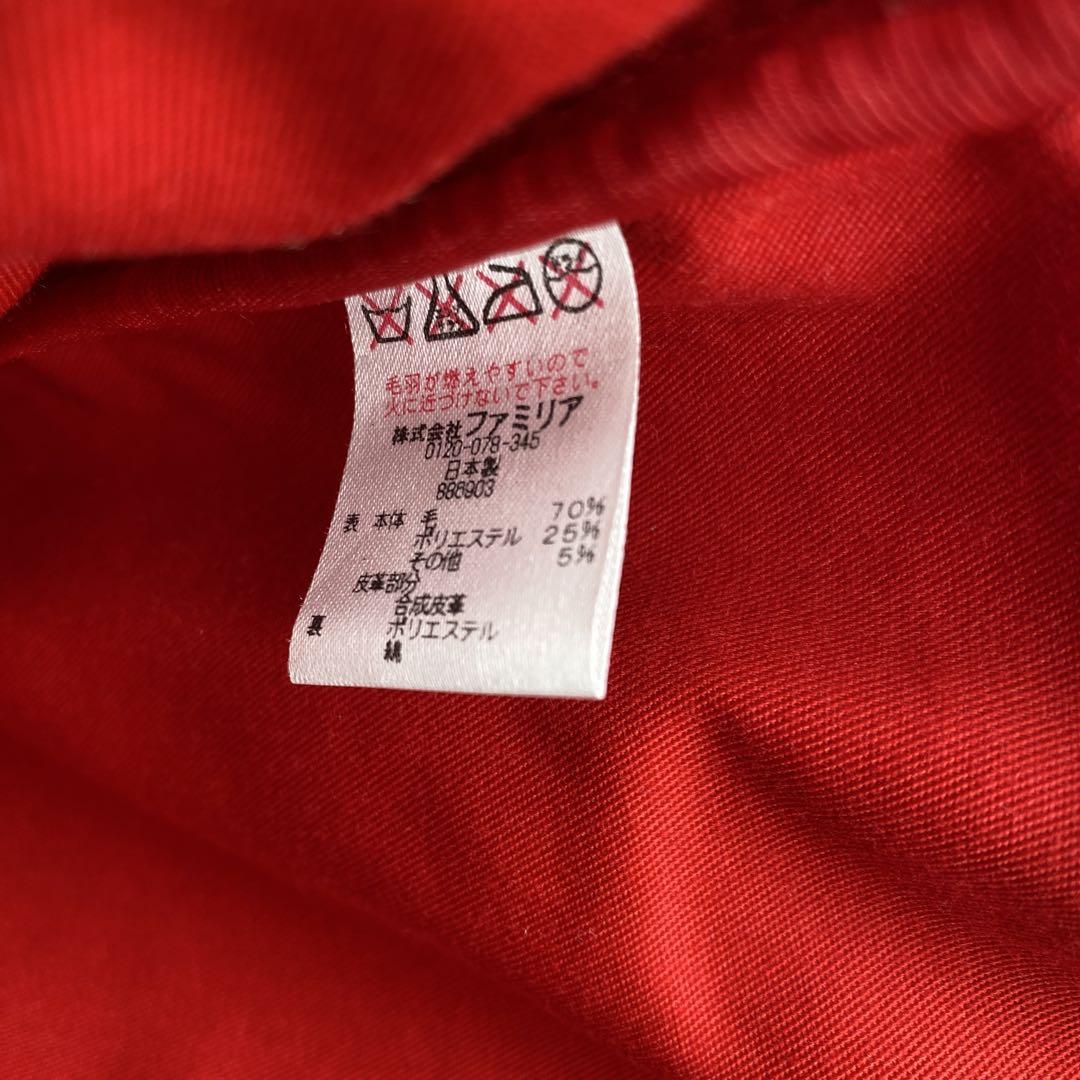 毛羽が燃えやすいので
火に近づけないで下さい。
株式会社ファミリア
0120-078-345
日本製
888903
表 本体 毛 70%
ポリエステル 25%
その他 5%
皮革部分
合成皮革
裏 ポリエステル
綿